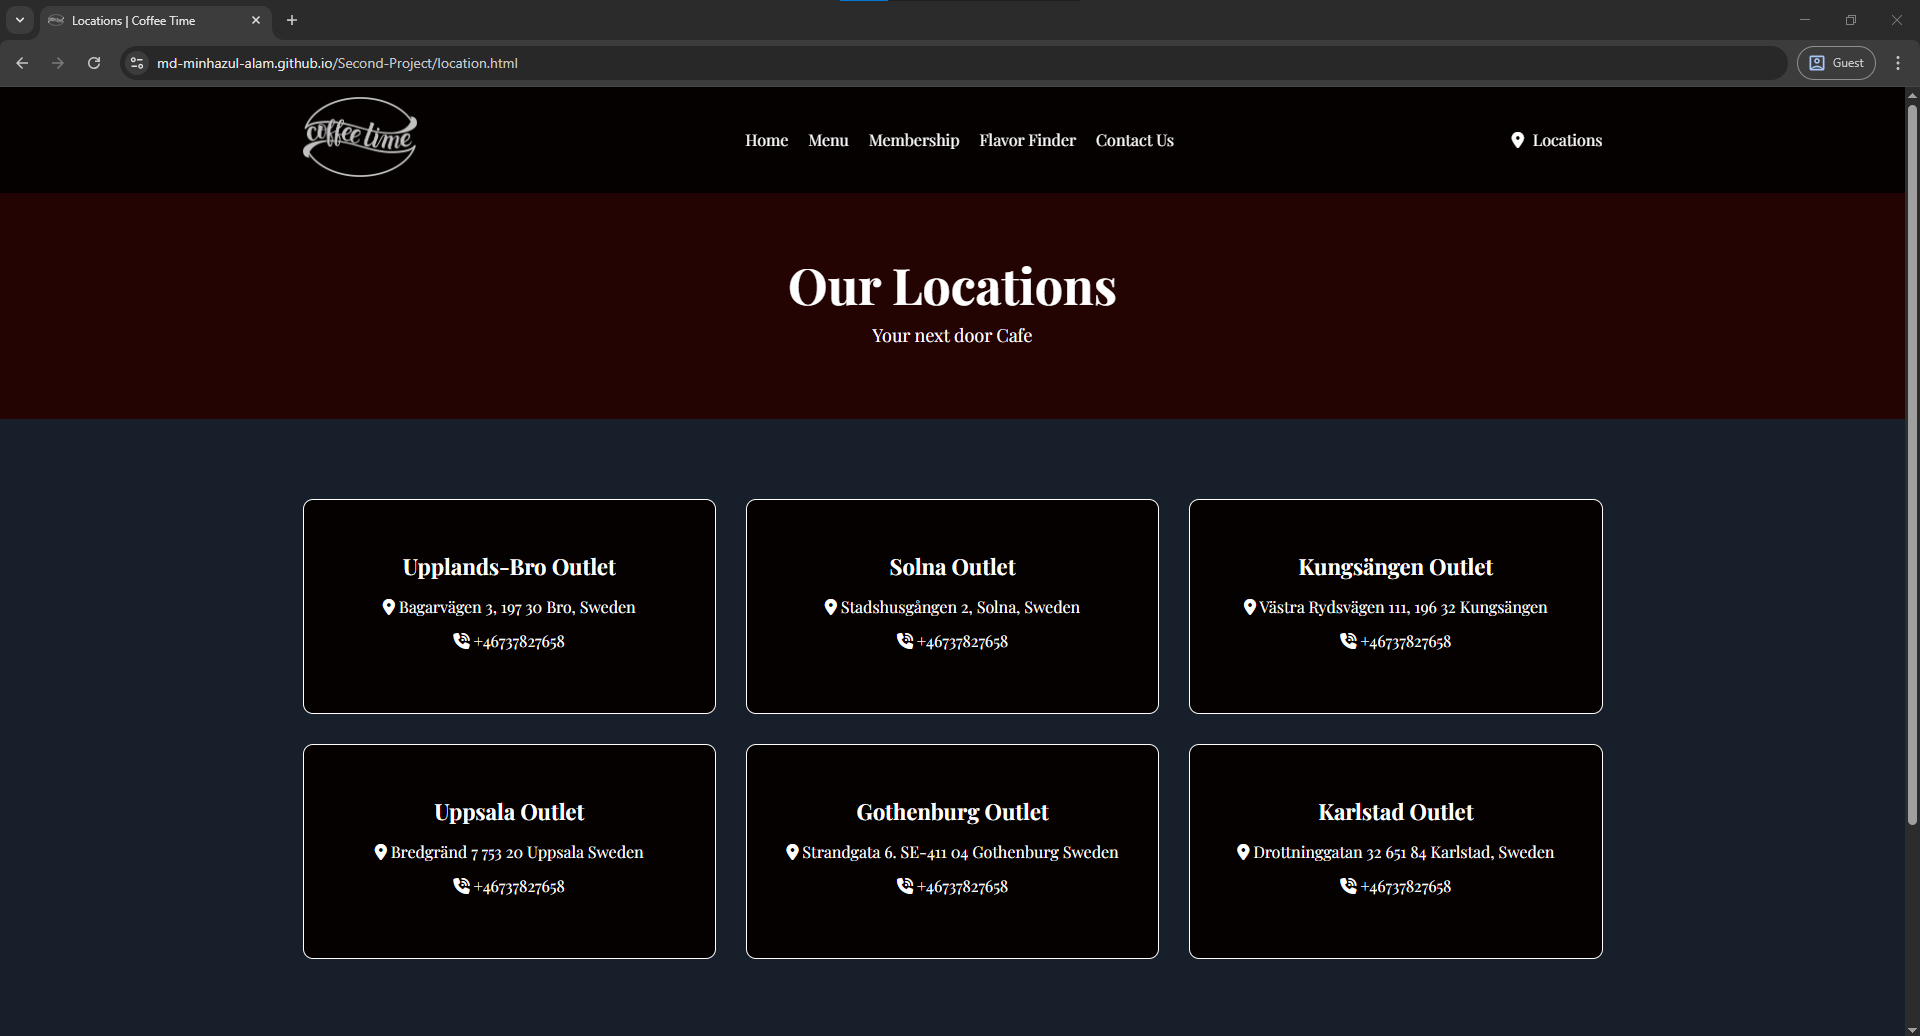 Locations | Coffee Time
md-minhazul-alam.github.io/Second-Project/location.html
Guest
coffee time
Home Menu Membership Flavor Finder Contact Us
Locations
Our Locations
Your next door Cafe
Upplands-Bro Outlet
Bagarvägen 3, 197 30 Bro, Sweden
+46737827658
Solna Outlet
Stadshusgången 2, Solna, Sweden
+46737827658
Kungsängen Outlet
Västra Rydsvägen 111, 196 32 Kungsängen
+46737827658
Uppsala Outlet
Bredgränd 7 753 20 Uppsala Sweden
+46737827658
Gothenburg Outlet
Strandgata 6. SE-411 04 Gothenburg Sweden
+46737827658
Karlstad Outlet
Drottninggatan 32 651 84 Karlstad, Sweden
+46737827658